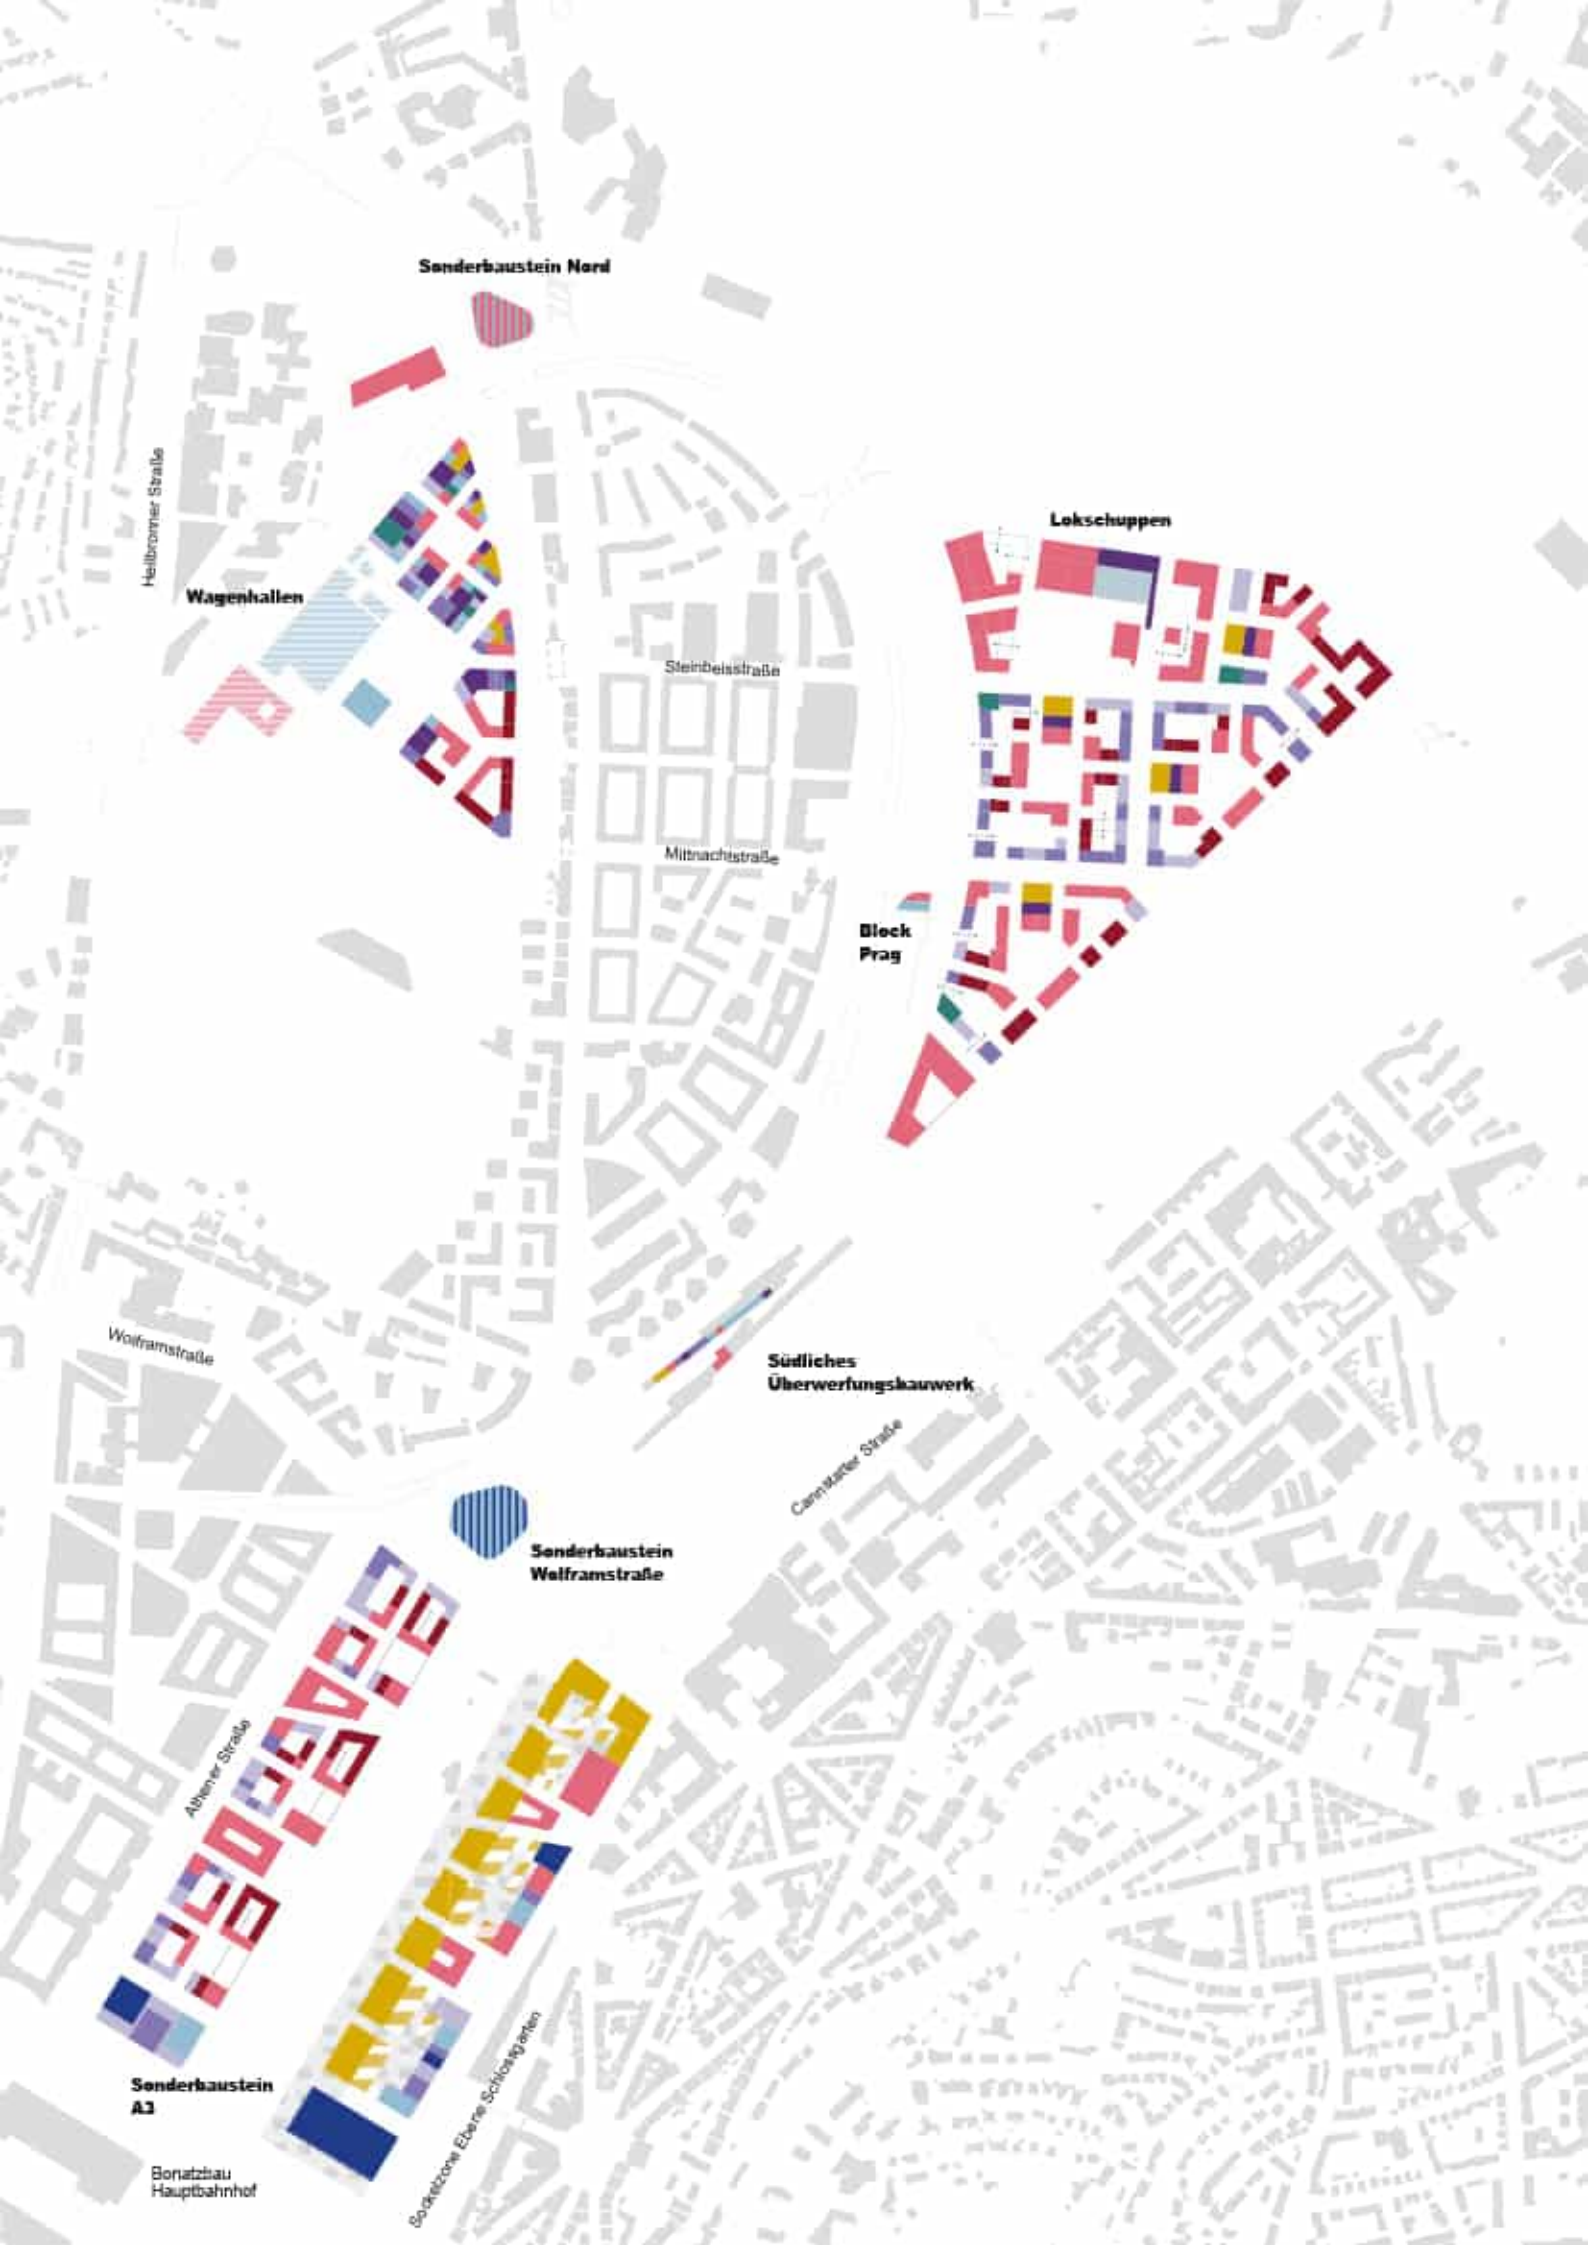 Sonderbaustein Nord
Heilbronner Straße
Lokschuppen
Wagenhallen
Steinbeisstraße
Mittnachtstraße
Block
Prag
Wolframstraße
Südliches
Überwerfungsbauwerk
Cannstatter Straße
Sonderbaustein
Wolframstraße
Athener Straße
Sonderbaustein
A3
Sockelzone Ebene Schlossgarten
Bonatzbau
Hauptbahnhof